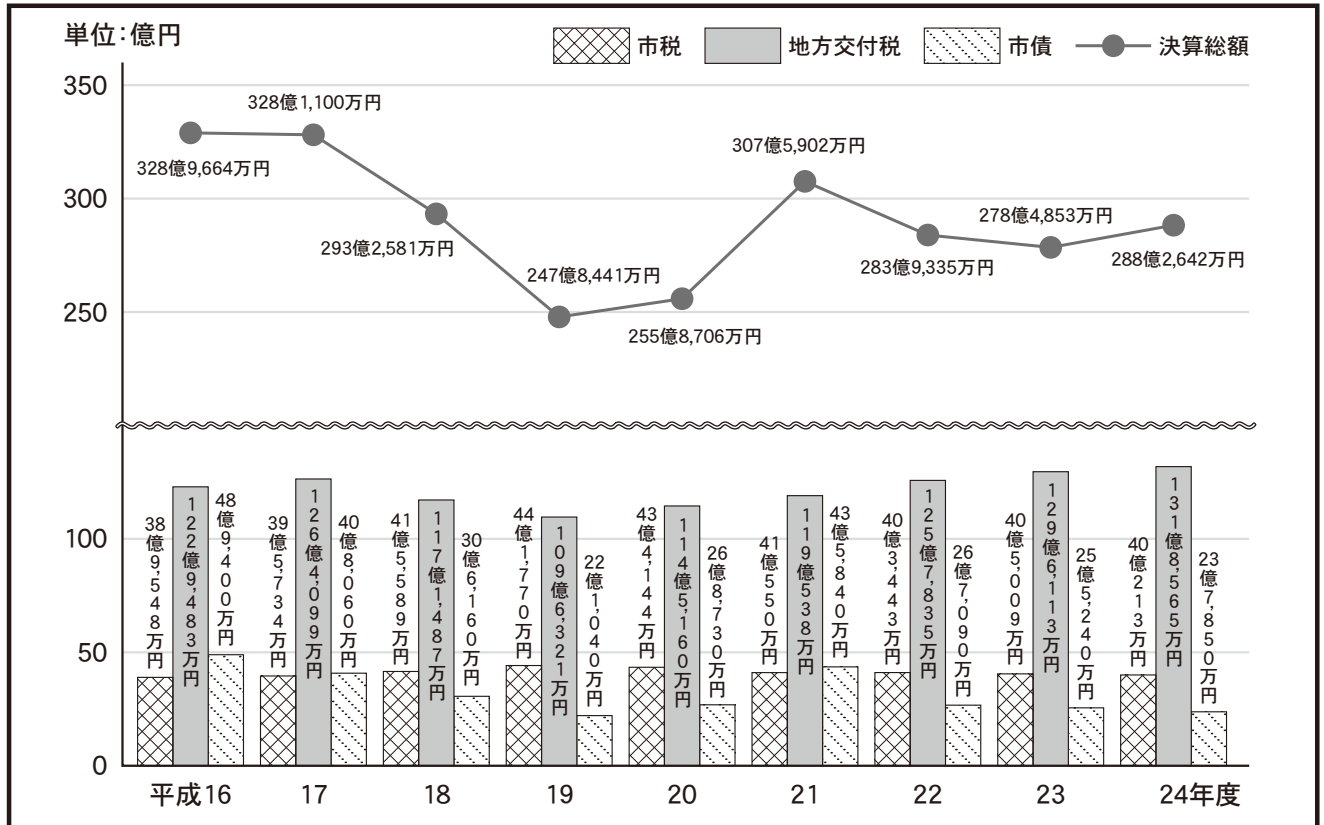 単位：億円
市税 地方交付税 市債 決算総額
350
300
250
100
50
0
328億9,664万円
328億1,100万円
293億2,581万円
247億8,441万円
255億8,706万円
307億5,902万円
283億9,335万円
278億4,853万円
288億2,642万円
38億9,548万円
122億9,483万円
48億9,400万円
39億5,734万円
126億4,099万円
40億8,060万円
41億5,589万円
117億1,487万円
30億6,160万円
44億1,770万円
109億6,321万円
22億1,040万円
43億4,144万円
114億5,160万円
26億8,730万円
41億550万円
119億538万円
43億5,840万円
40億3,443万円
125億7,835万円
26億7,090万円
40億5,009万円
129億6,113万円
25億5,240万円
40億213万円
131億8,565万円
23億7,850万円
平成16 17 18 19 20 21 22 23 24年度